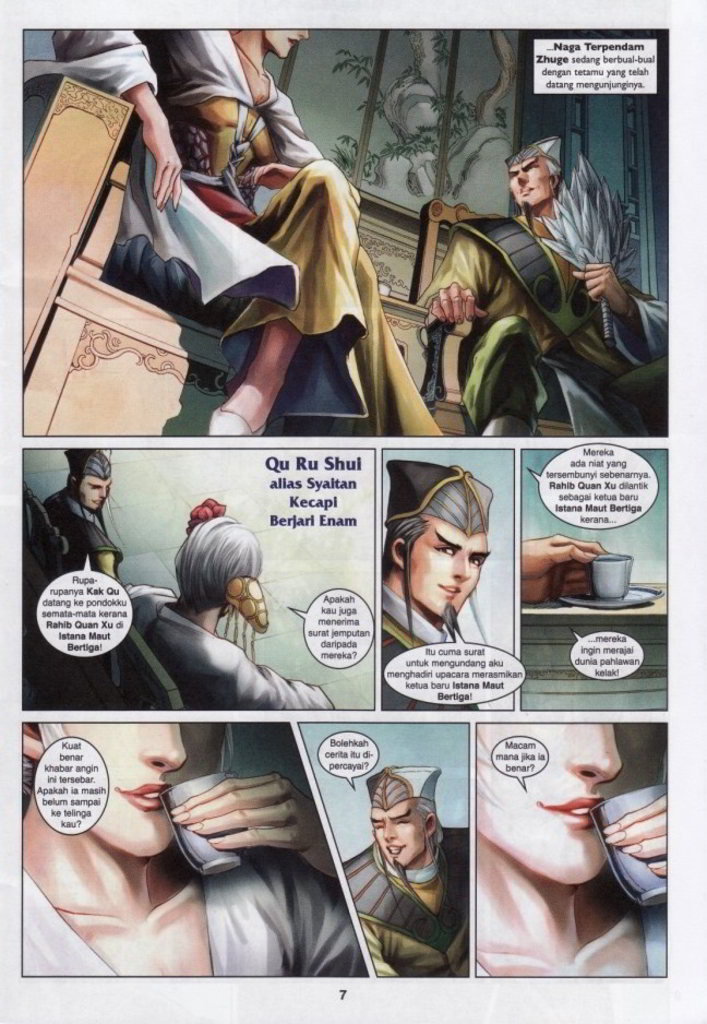 ...Naga Terpendam
Zhuge sedang berbual-bual
dengan tetamu yang telah
datang mengunjunginya.
Qu Ru Shui
alias Syaitan
Kecapi
Berjari Enam
Rupa-
rupanya Kak Qu
datang ke pondokku
semata-mata kerana
Rahib Quan Xu di
Istana Maut
Bertiga!
Apakah
kau juga
menerima
surat jemputan
daripada
mereka?
Itu cuma surat
untuk mengundang aku
menghadiri upacara merasmikan
ketua baru Istana Maut
Bertiga!
Mereka
ada niat yang
tersembunyi sebenarnya.
Rahib Quan Xu dilantik
sebagai ketua baru
Istana Maut Bertiga
kerana...
...mereka
ingin merajai
dunia pahlawan
kelak!
Kuat
benar
khabar angin
ini tersebar.
Apakah ia masih
belum sampai
ke telinga
kau?
Bolehkah
cerita itu di-
percayai?
Macam
mana jika ia
benar?
7